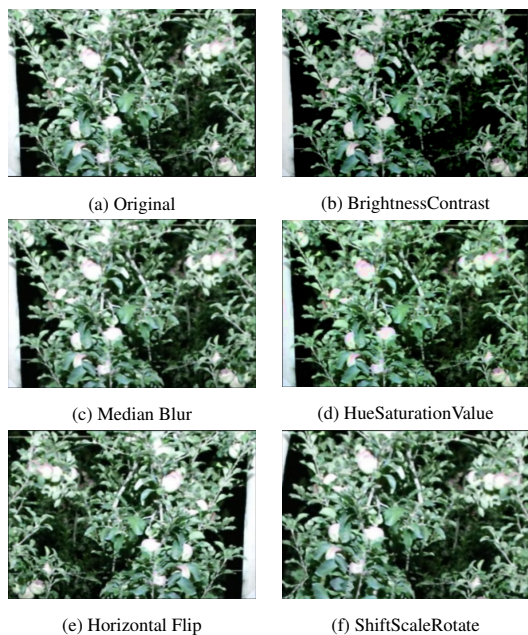 (a) Original
(b) BrightnessContrast
(c) Median Blur
(d) HueSaturationValue
(e) Horizontal Flip
(f) ShiftScaleRotate